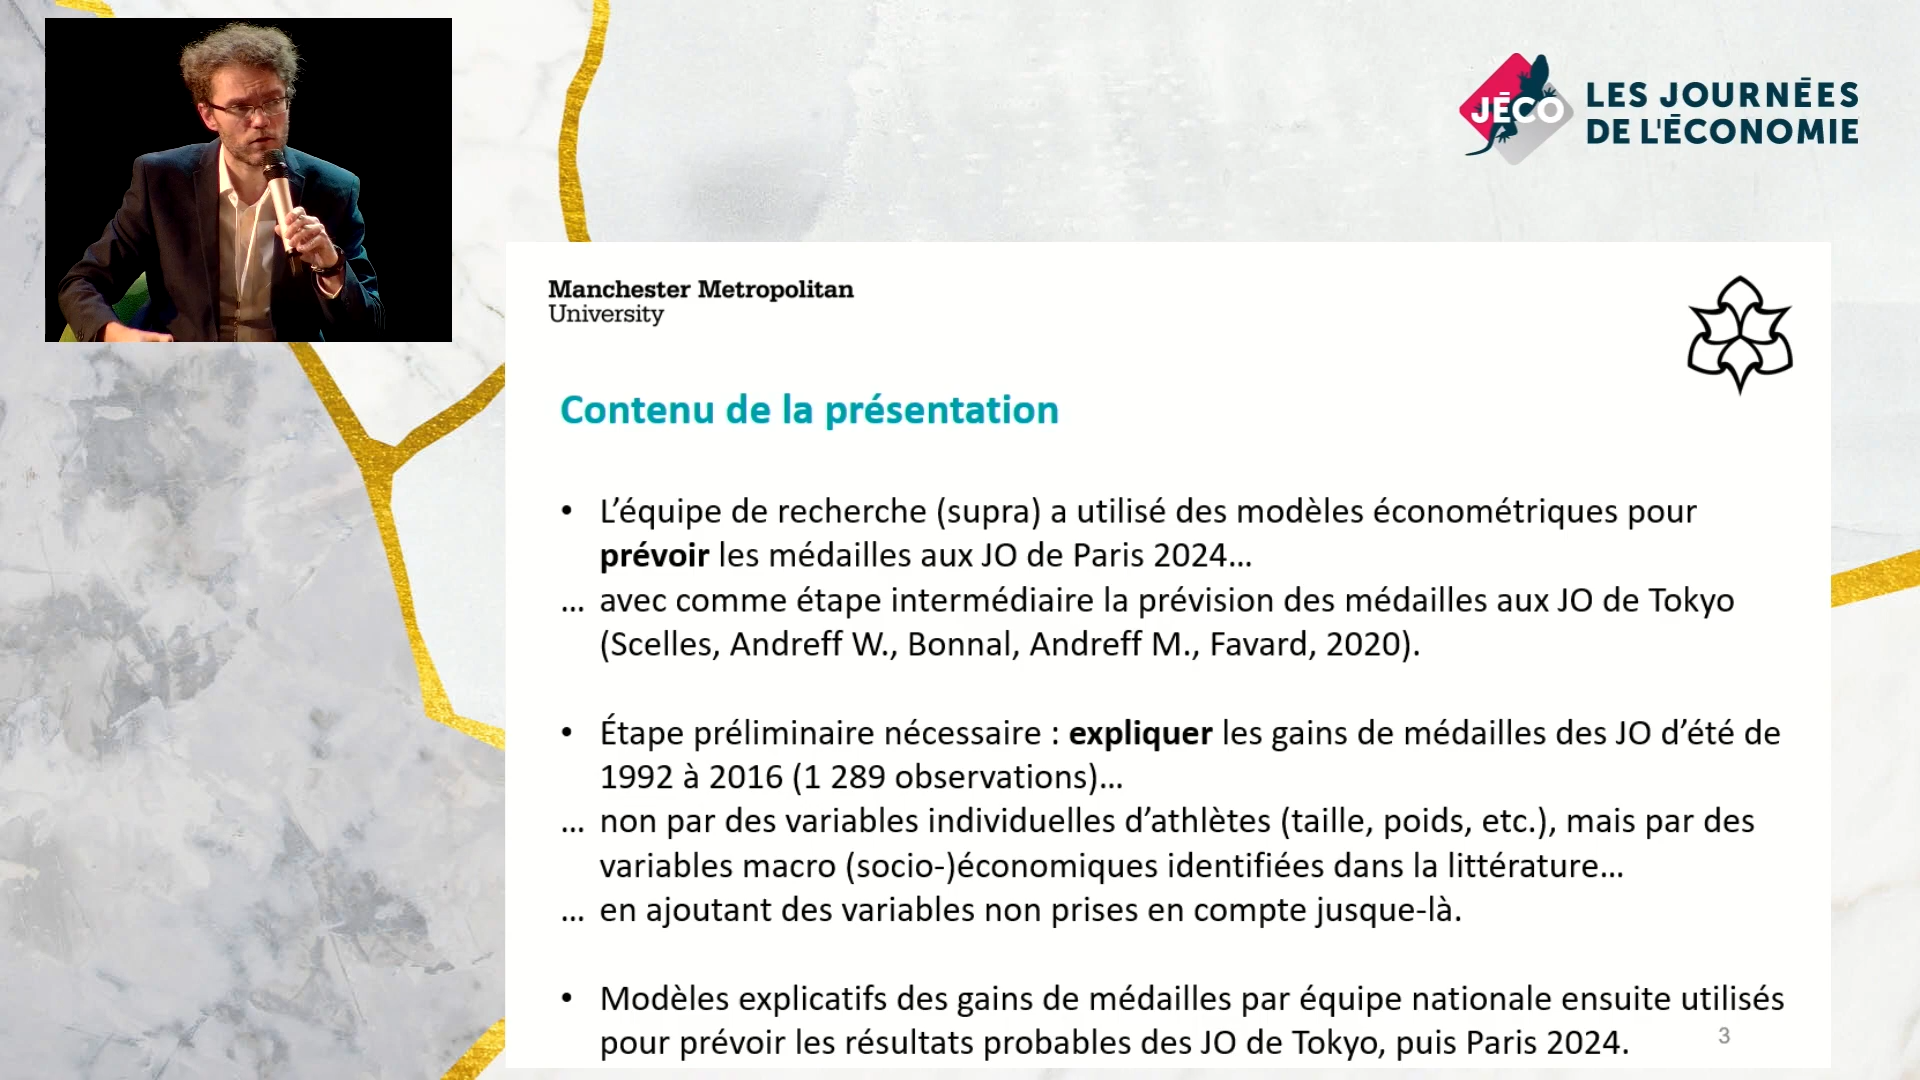 JÉCO
LES JOURNÉES
DE L'ÉCONOMIE
Manchester Metropolitan
University
Contenu de la présentation
• L’équipe de recherche (supra) a utilisé des modèles économétriques pour
prévoir les médailles aux JO de Paris 2024…
… avec comme étape intermédiaire la prévision des médailles aux JO de Tokyo
(Scelles, Andreff W., Bonnal, Andreff M., Favard, 2020).
• Étape préliminaire nécessaire : expliquer les gains de médailles des JO d’été de
1992 à 2016 (1 289 observations)…
… non par des variables individuelles d’athlètes (taille, poids, etc.), mais par des
variables macro (socio-)économiques identifiées dans la littérature…
… en ajoutant des variables non prises en compte jusque-là.
• Modèles explicatifs des gains de médailles par équipe nationale ensuite utilisés
pour prévoir les résultats probables des JO de Tokyo, puis Paris 2024.
3